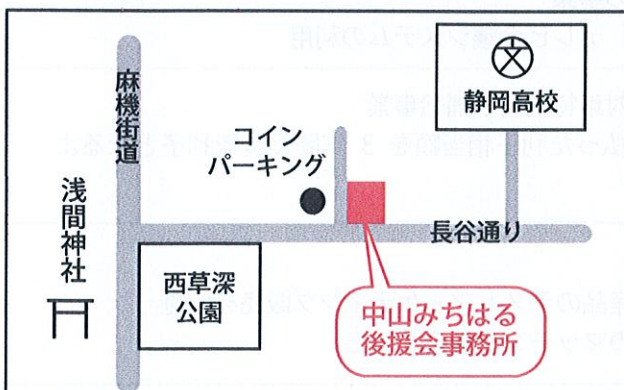 麻機街道
浅間神社
コイン
パーキング
文
静岡高校
長谷通り
西草深
公園
中山みちはる
後援会事務所